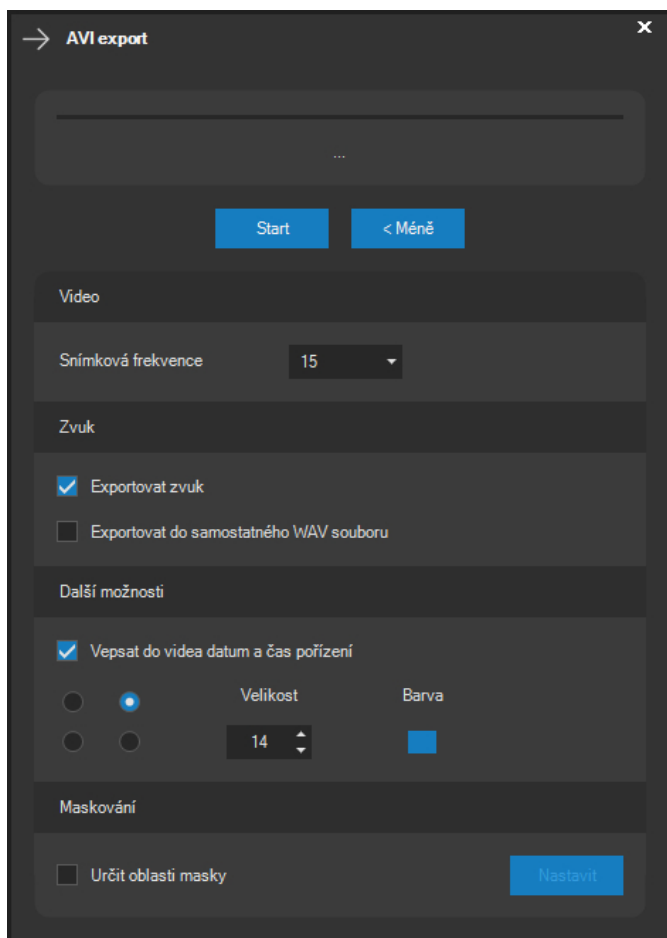 AVI export
...
Start
< Méně
Video
Snímková frekvence 15
Zvuk
Exportovat zvuk
Exportovat do samostatného WAV souboru
Další možnosti
Vepsat do videa datum a čas pořízení
Velikost Barva
14
Maskování
Určit oblasti masky Nastavit